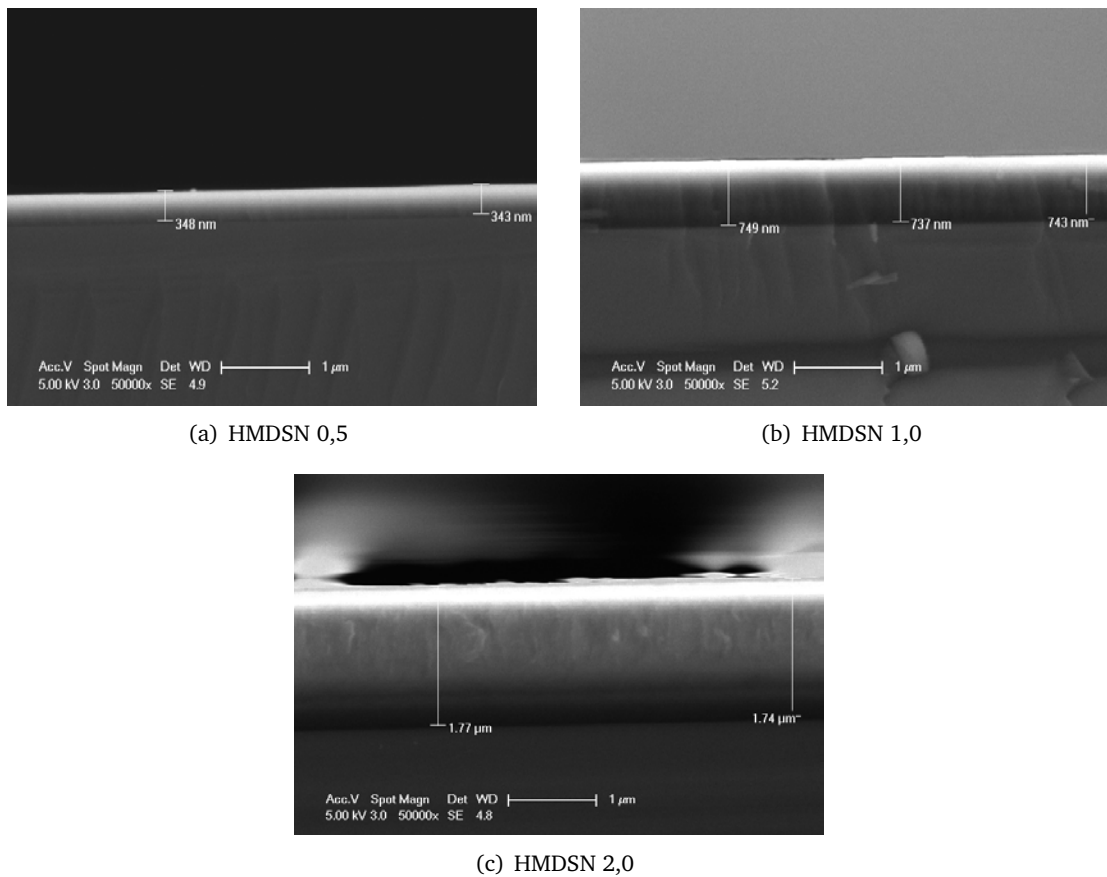 348 nm
343 nm
Acc.V Spot Magn Det WD 1 µm
5.00 kV 3.0 50000x SE 4.9
(a) HMDSN 0,5
749 nm
737 nm
743 nm
Acc.V Spot Magn Det WD 1 µm
5.00 kV 3.0 50000x SE 5.2
(b) HMDSN 1,0
1.77 µm
1.74 µm
Acc.V Spot Magn Det WD 1 µm
5.00 kV 3.0 50000x SE 4.8
(c) HMDSN 2,0